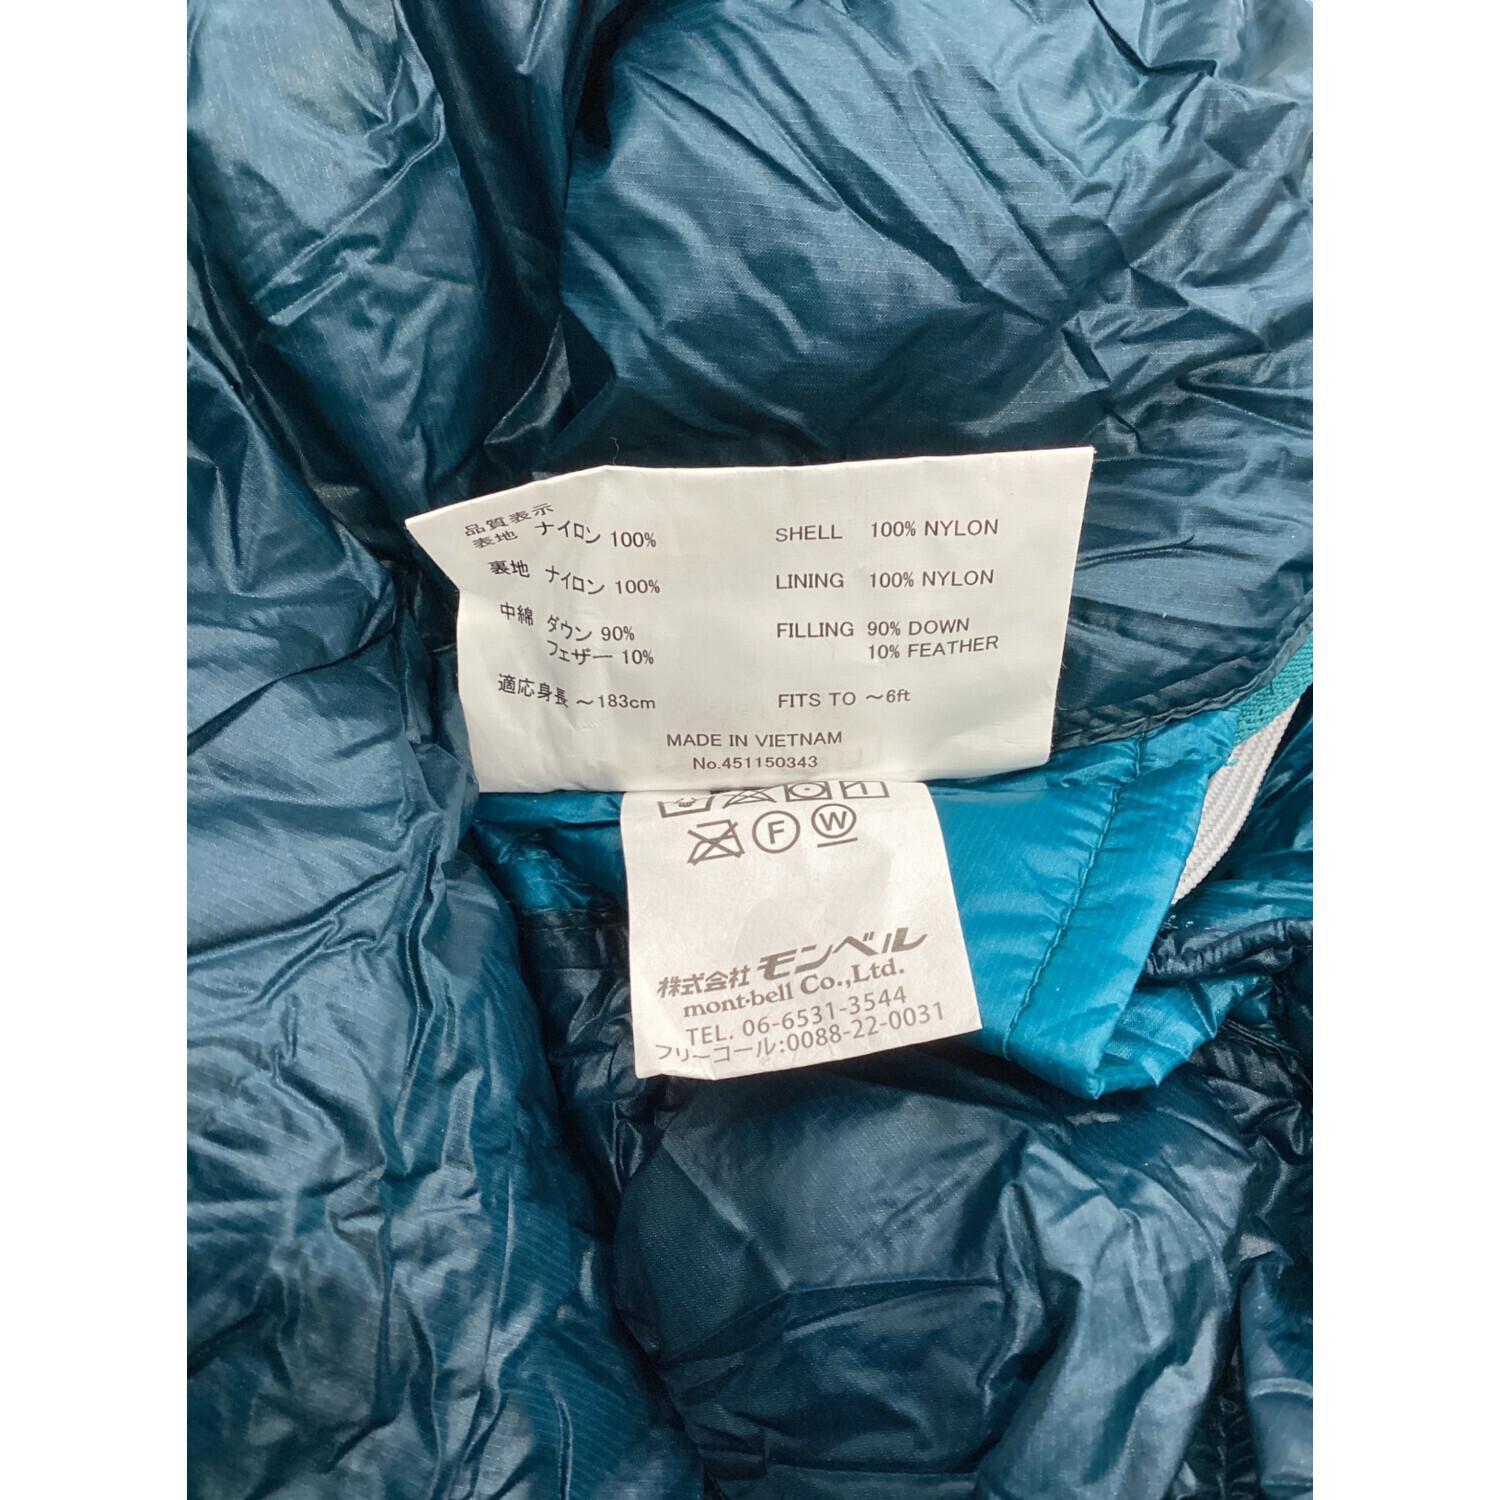 品質表示
表地 ナイロン 100% SHELL 100% NYLON
裏地 ナイロン 100% LINING 100% NYLON
中綿 ダウン 90% FILLING 90% DOWN
フェザー 10% 10% FEATHER
適応身長 ～183cm FITS TO ～6ft
MADE IN VIETNAM
No.451150343
F W
株式会社 モンベル
mont-bell Co.,Ltd.
TEL. 06-6531-3544
フリーコール:0088-22-0031